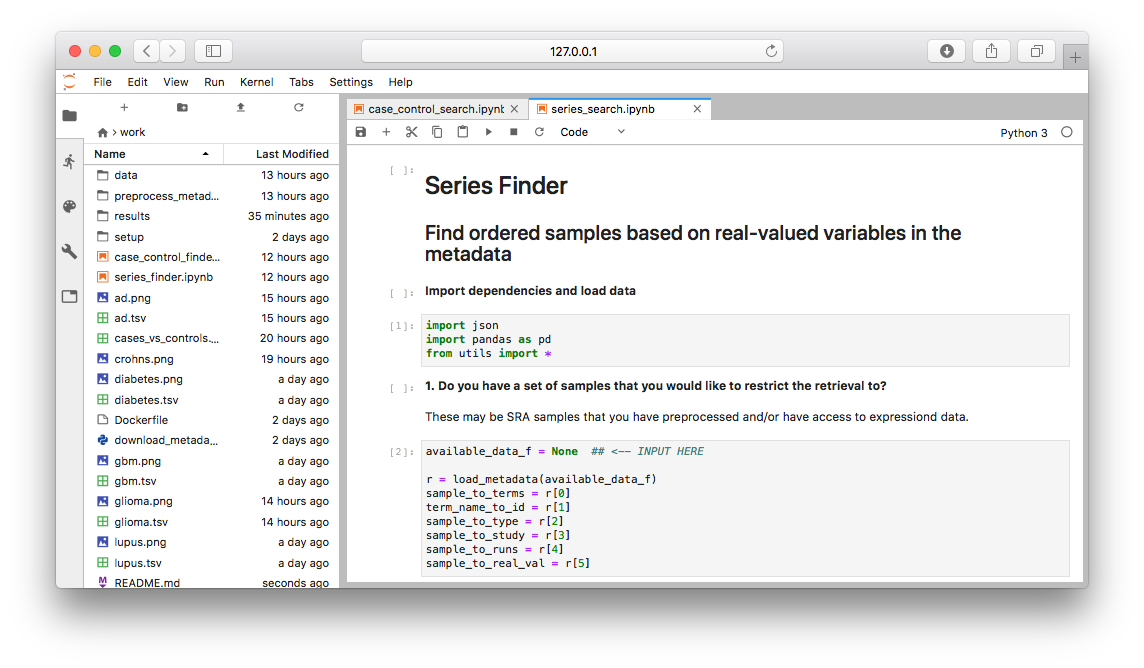 127.0.0.1
File Edit View Run Kernel Tabs Settings Help
case_control_search.ipynb series_search.ipynb
Code Python 3
work
Name Last Modified
data 13 hours ago
preprocess_metad... 13 hours ago
results 35 minutes ago
setup 2 days ago
case_control_finde... 12 hours ago
series_finder.ipynb 12 hours ago
ad.png 15 hours ago
ad.tsv 15 hours ago
cases_vs_controls.... 20 hours ago
crohns.png 19 hours ago
diabetes.png a day ago
diabetes.tsv a day ago
Dockerfile 2 days ago
download_metada... 2 days ago
gbm.png a day ago
gbm.tsv a day ago
glioma.png 14 hours ago
glioma.tsv 14 hours ago
lupus.png a day ago
lupus.tsv a day ago
README.md seconds ago
[ ]: Series Finder
Find ordered samples based on real-valued variables in the
metadata
[ ]: Import dependencies and load data
[1]: import json
import pandas as pd
from utils import *
[ ]: 1. Do you have a set of samples that you would like to restrict the retrieval to?
These may be SRA samples that you have preprocessed and/or have access to expressiond data.
[2]: available_data_f = None ## <-- INPUT HERE
r = load_metadata(available_data_f)
sample_to_terms = r[0]
term_name_to_id = r[1]
sample_to_type = r[2]
sample_to_study = r[3]
sample_to_runs = r[4]
sample_to_real_val = r[5]